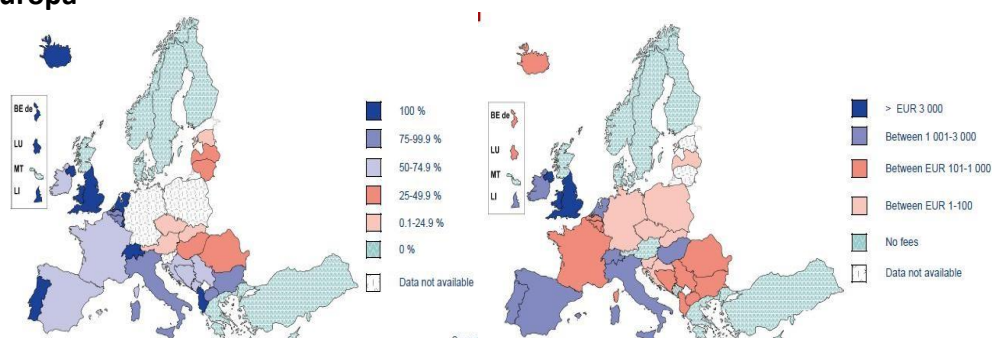 uropa
BE de
LU
MT
LI
100 %
75-99.9 %
50-74.9 %
25-49.9 %
0.1-24.9 %
0 %
Data not available
BE de
LU
MT
LI
> EUR 3 000
Between 1 001-3 000
Between EUR 101-1 000
Between EUR 1-100
No fees
Data not available